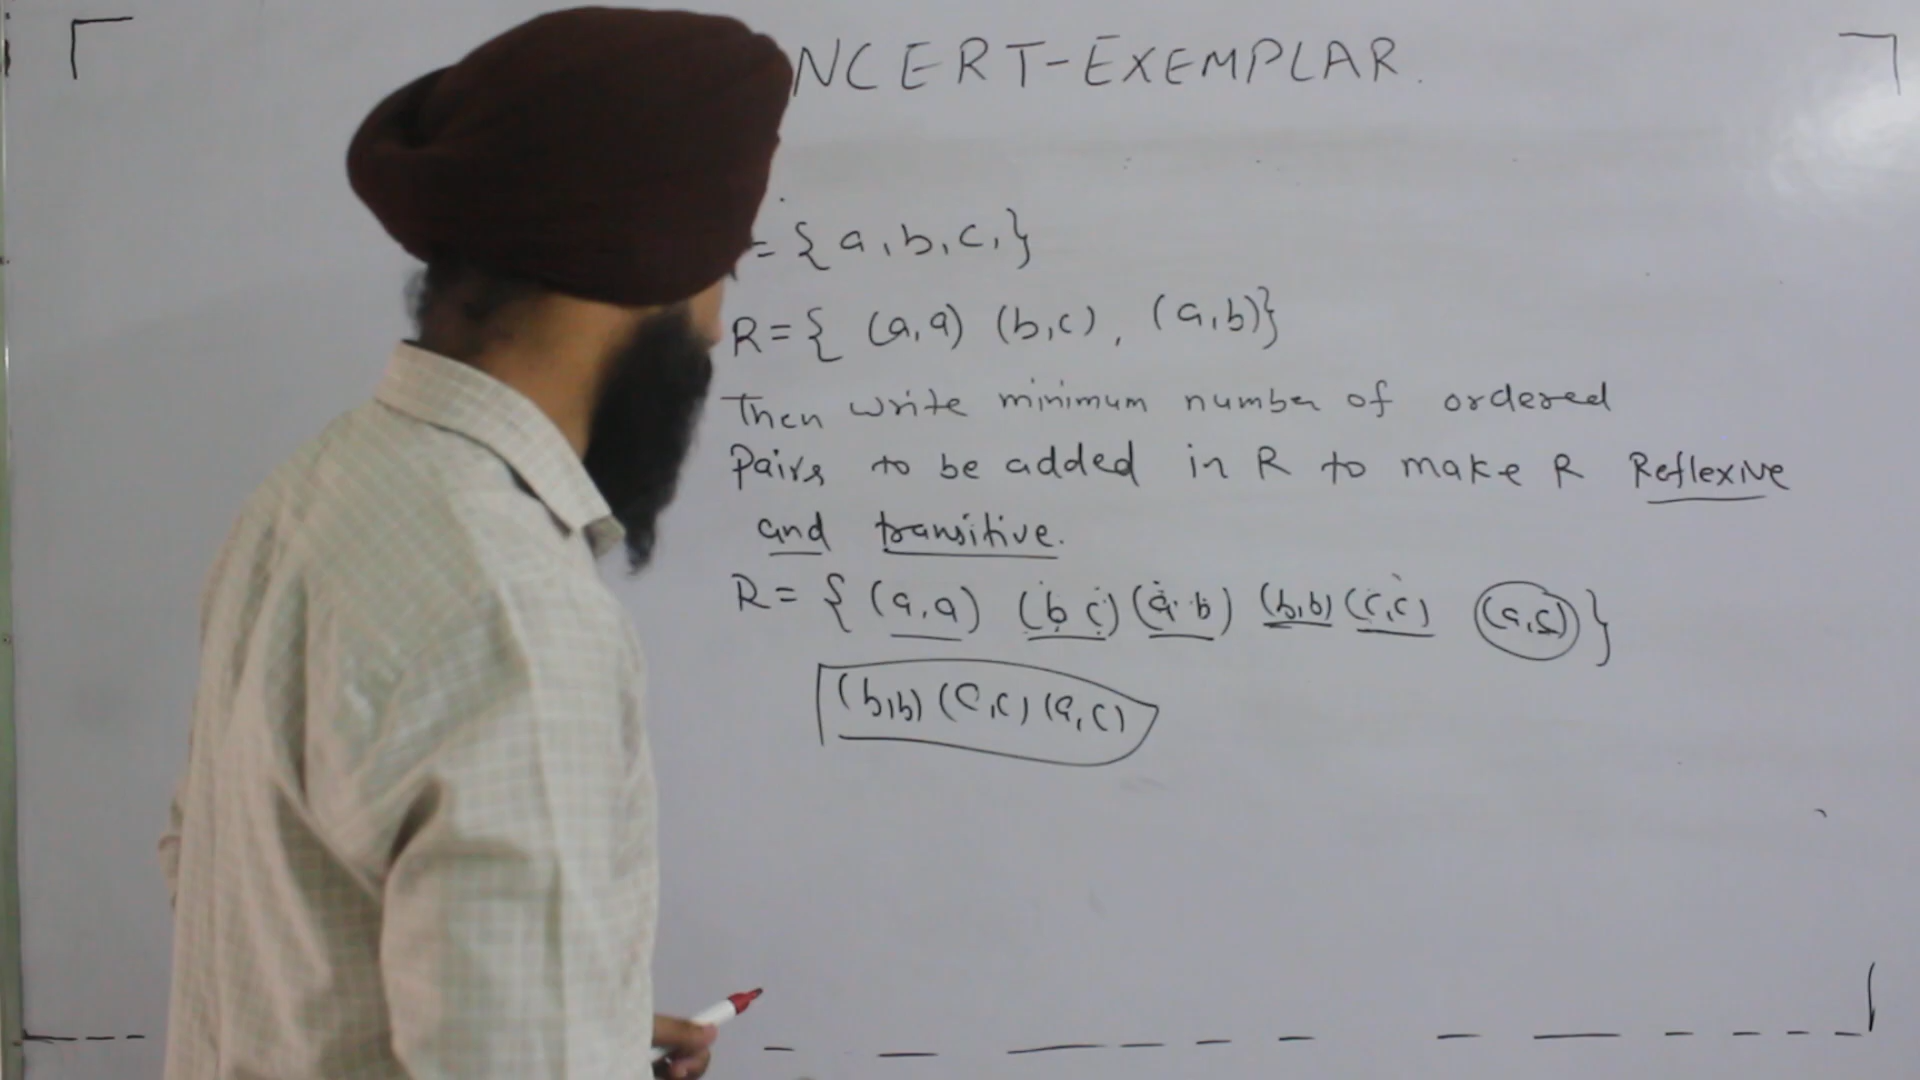 NCERT-EXEMPLAR.
= {a, b, c,}
R = { (a,a) (b,c), (a,b)}
Then write minimum number of ordered
Pairs to be added in R to make R Reflexive
and transitive.
R = { (a,a) (b c) (a b) (b,b) (c,c) (a,c) }
(b,b) (c,c) (a,c)